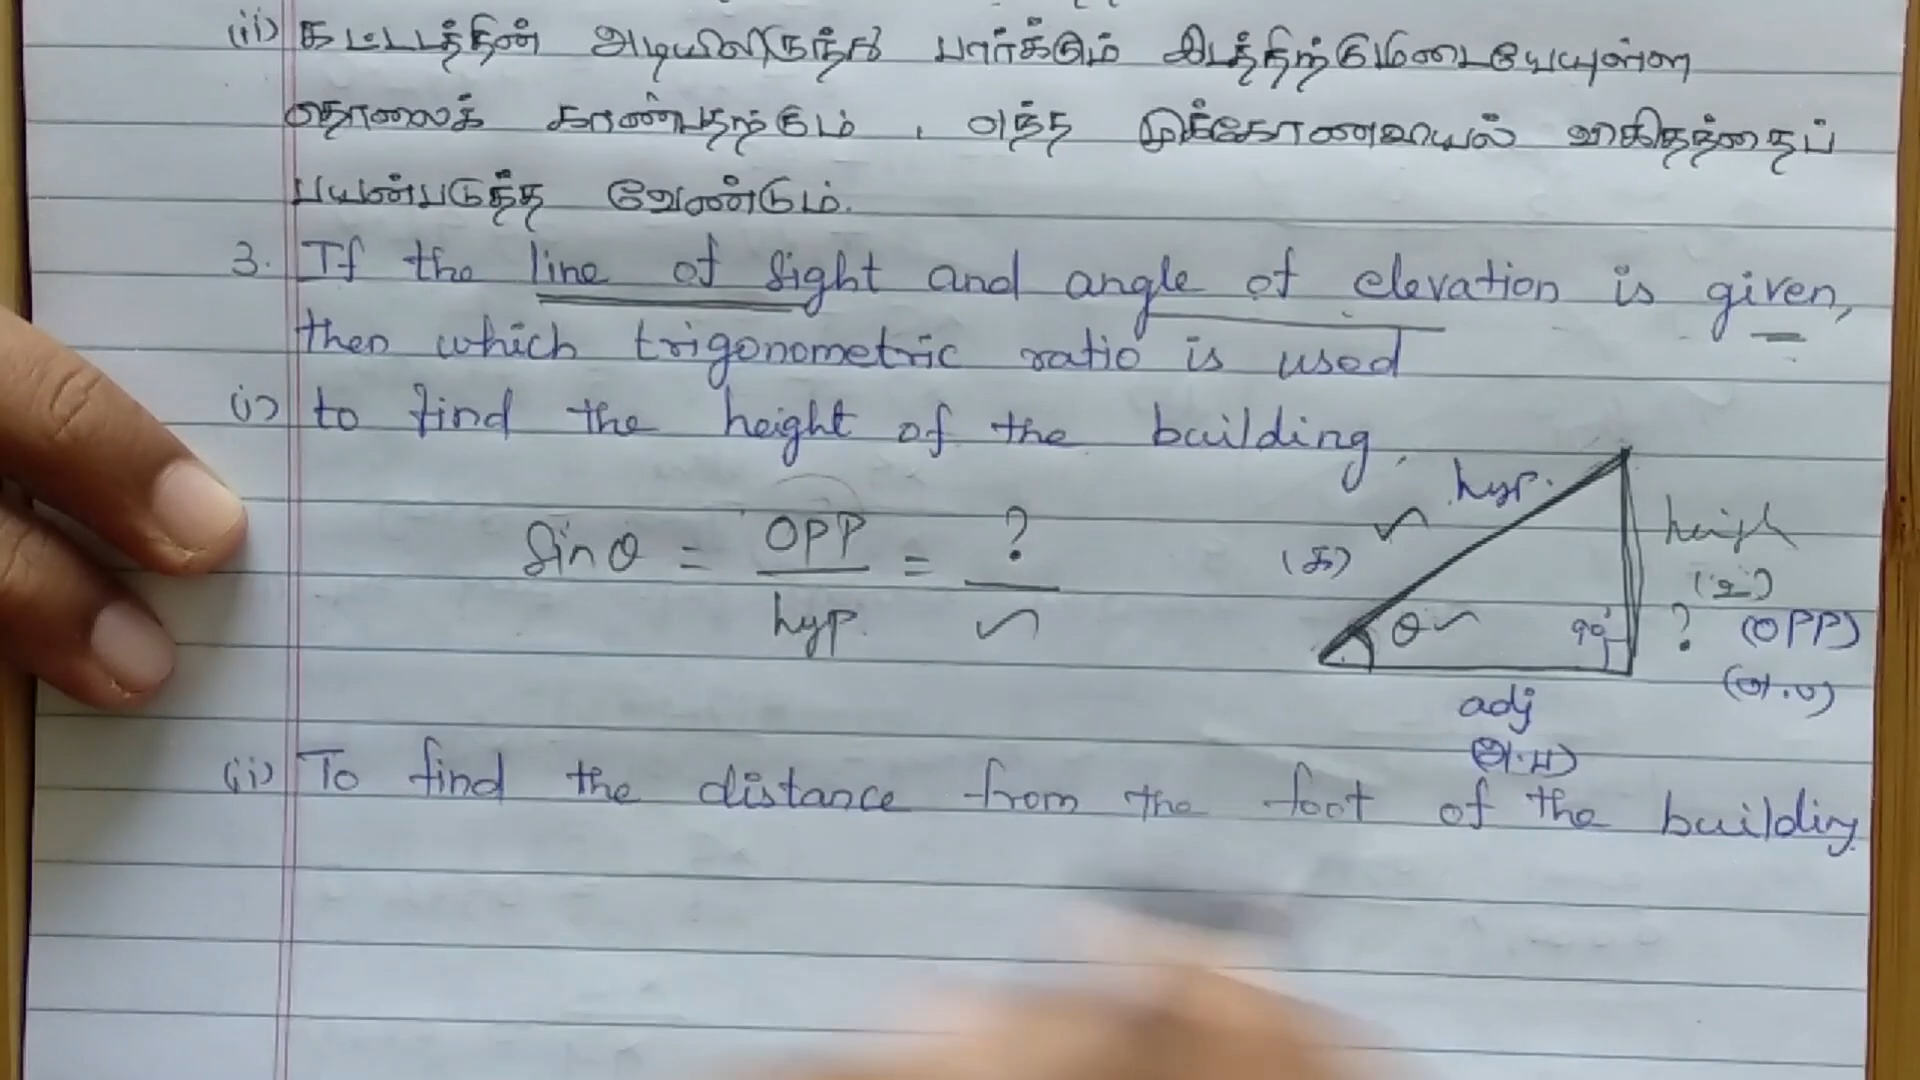 (ii) கட்டடத்தின் அடியிலிருந்து பார்க்கும் இடத்திற்குமிடையேயுள்ள
தொலைக் காண்பதற்கும், எந்த முக்கோணவியல் விகிதத்தைப்
பயன்படுத்த வேண்டும்.
3. If the line of sight and angle of elevation is given,
then which trigonometric ratio is used
(i) to find the height of the building.
Sinθ = OPP / hyp. = ?
hyp.
(க)
heigh
(உ)
θ
90°
? (OPP)
(எ.ப)
adj
(அ.ப)
(ii) To find the distance from the foot of the building